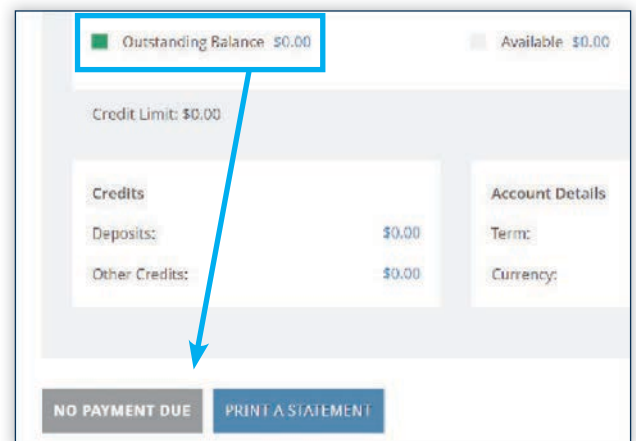 Outstanding Balance $0.00 Available $0.00
Credit Limit: $0.00
Credits Account Details
Deposits: $0.00 Term:
Other Credits: $0.00 Currency:
NO PAYMENT DUE PRINT A STATEMENT